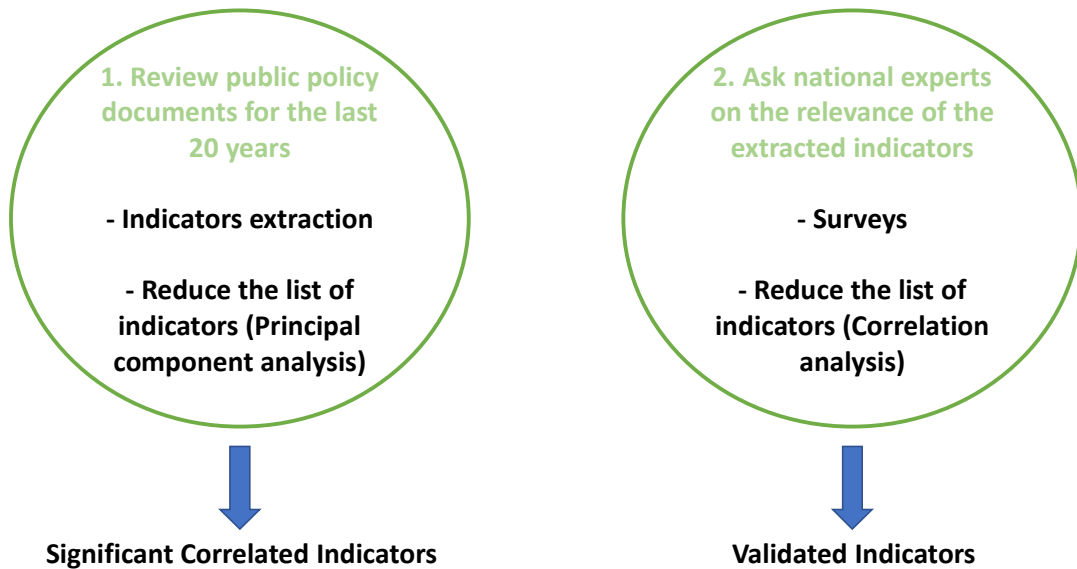 1. Review public policy
documents for the last
20 years
- Indicators extraction
- Reduce the list of
indicators (Principal
component analysis)
Significant Correlated Indicators
2. Ask national experts
on the relevance of the
extracted indicators
- Surveys
- Reduce the list of
indicators (Correlation
analysis)
Validated Indicators